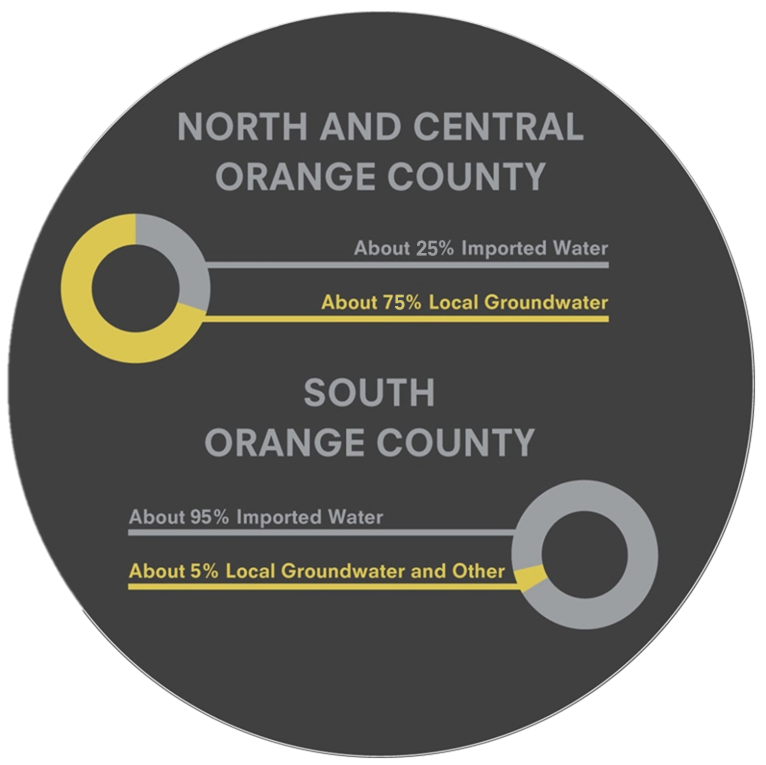 NORTH AND CENTRAL
ORANGE COUNTY
About 25% Imported Water
About 75% Local Groundwater
SOUTH
ORANGE COUNTY
About 95% Imported Water
About 5% Local Groundwater and Other